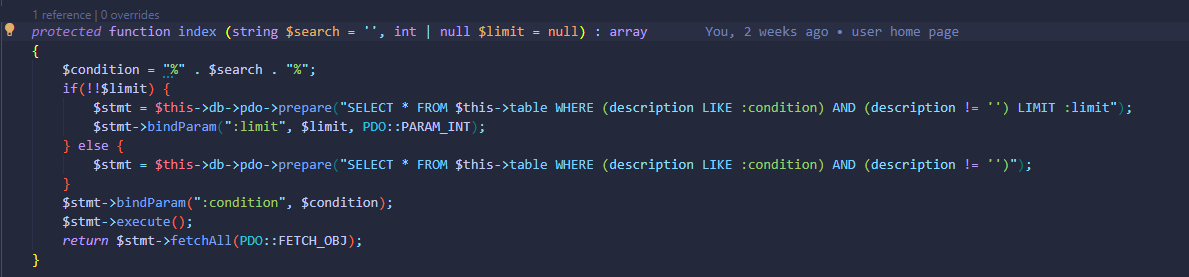 1 reference | 0 overrides
protected function index (string $search = '', int | null $limit = null) : array You, 2 weeks ago • user home page
{
$condition = "%" . $search . "%";
if(!!$limit) {
$stmt = $this->db->pdo->prepare("SELECT * FROM $this->table WHERE (description LIKE :condition) AND (description != '') LIMIT :limit");
$stmt->bindParam(":limit", $limit, PDO::PARAM_INT);
} else {
$stmt = $this->db->pdo->prepare("SELECT * FROM $this->table WHERE (description LIKE :condition) AND (description != '')");
}
$stmt->bindParam(":condition", $condition);
$stmt->execute();
return $stmt->fetchAll(PDO::FETCH_OBJ);
}